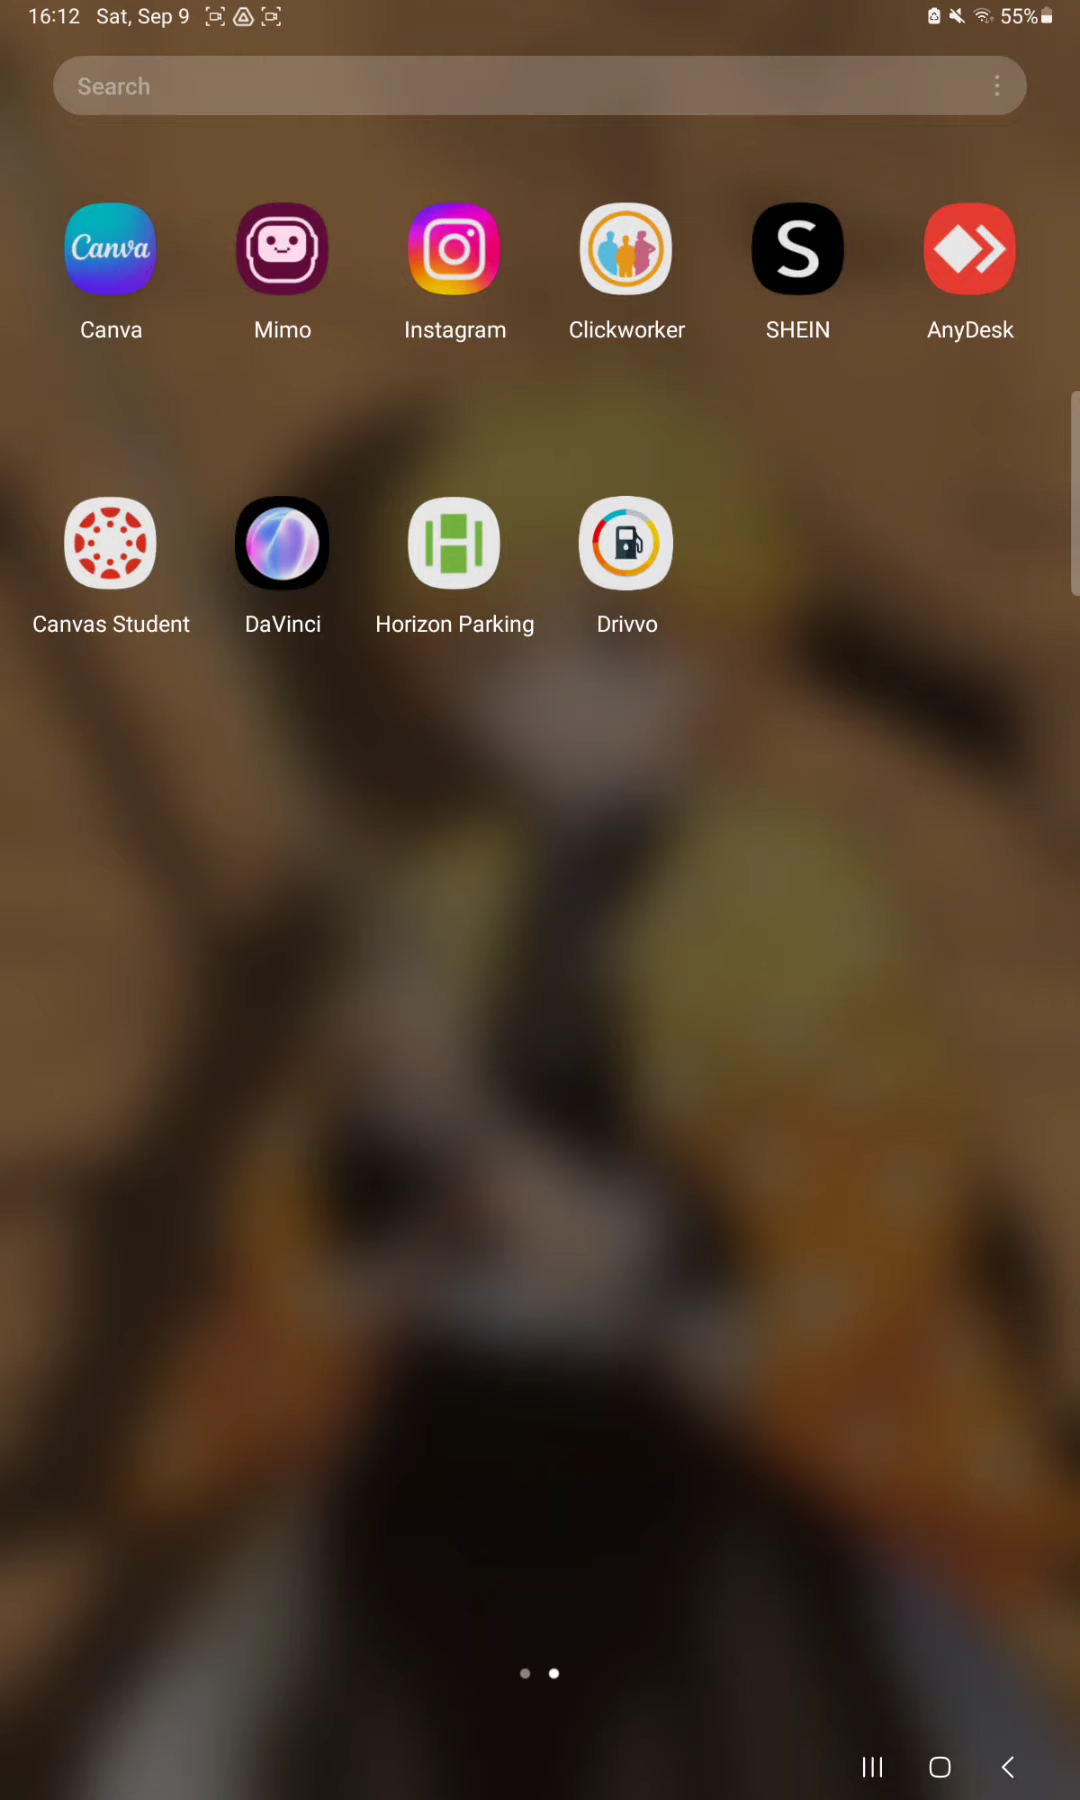 16:12 Sat, Sep 9 55%
Search
Canva
S
Canva Mimo Instagram Clickworker SHEIN AnyDesk
Canvas Student DaVinci Horizon Parking Drivvo